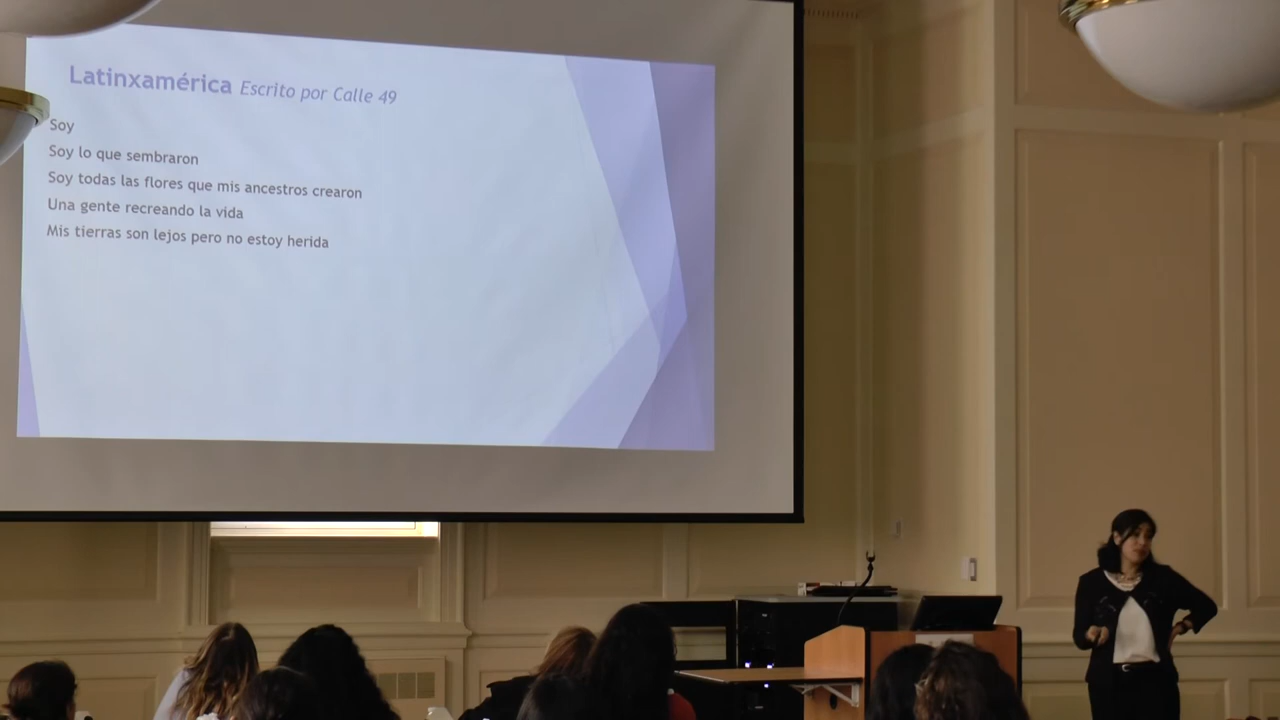 Latinxamérica Escrito por Calle 49
Soy
Soy lo que sembraron
Soy todas las flores que mis ancestros crearon
Una gente recreando la vida
Mis tierras son lejos pero no estoy herida